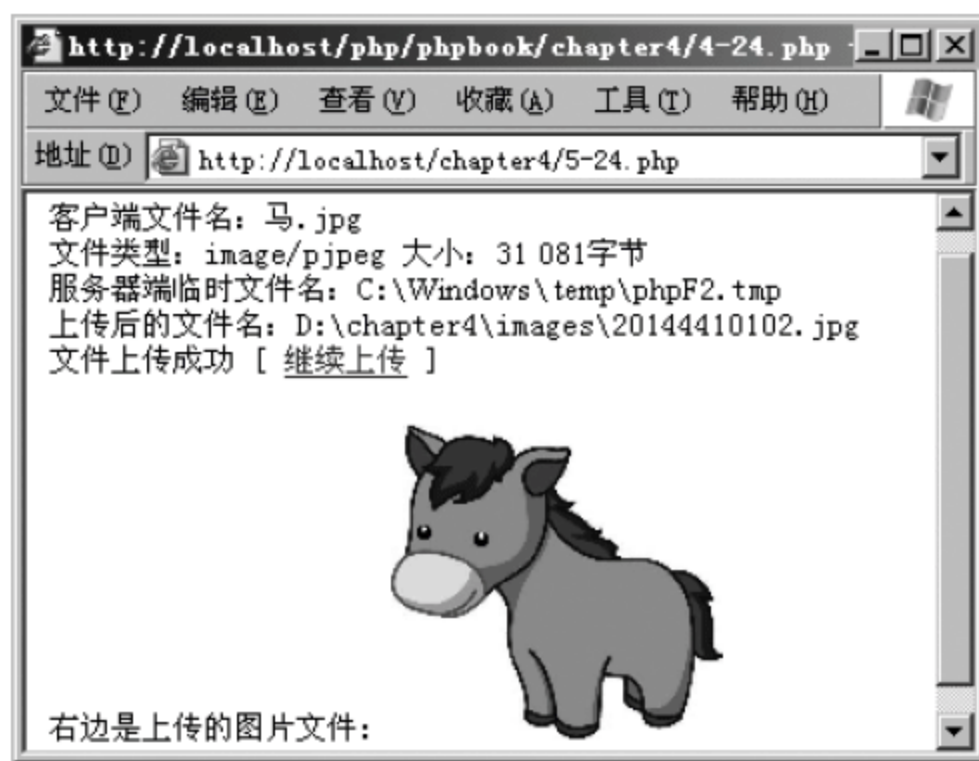 http://localhost/php/phpbook/chapter4/4-24.php -
文件(F) 编辑(E) 查看(V) 收藏(A) 工具(T) 帮助(H)
地址(D) http://localhost/chapter4/5-24.php
客户端文件名：马.jpg
文件类型：image/pjpeg 大小：31 081字节
服务器端临时文件名：C:\Windows\temp\phpF2.tmp
上传后的文件名：D:\chapter4\images\20144410102.jpg
文件上传成功 [ 继续上传 ]
右边是上传的图片文件：